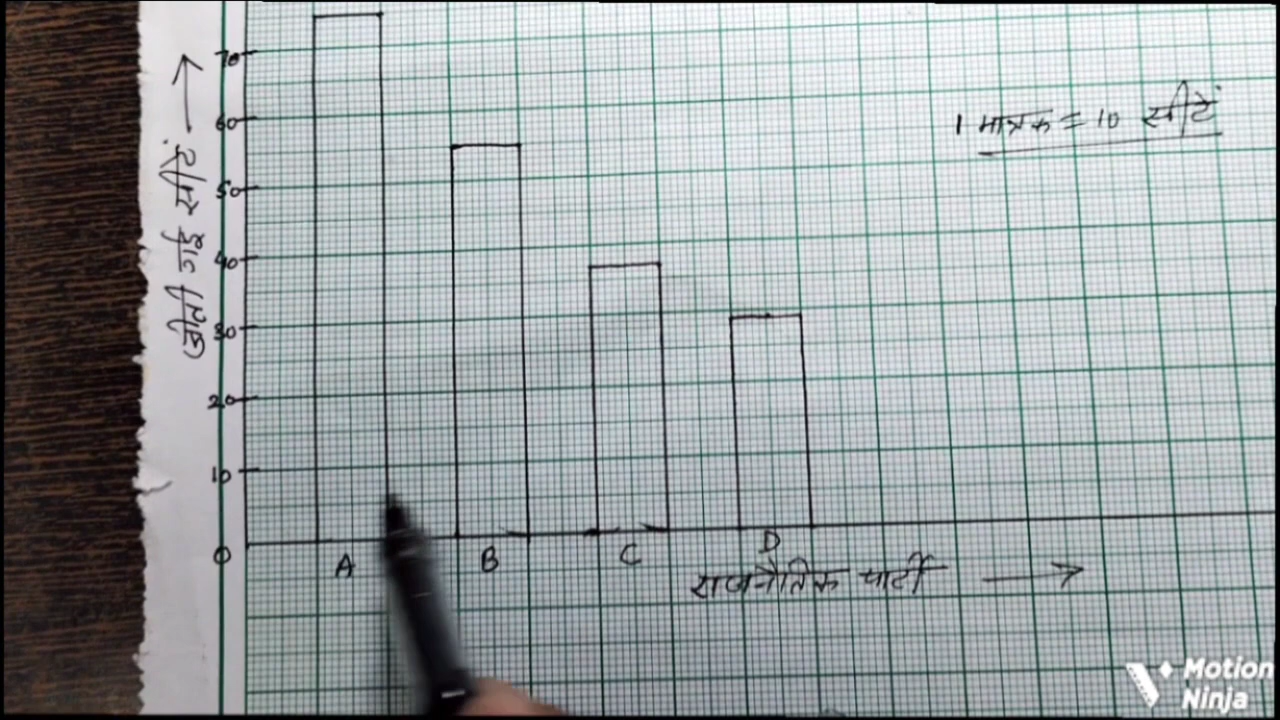 70
60
50
40
30
20
10
0
जीती गई सीटें
1 मात्रक = 10 सीटें
A B C D
राजनैतिक पार्टी
Motion
Ninja